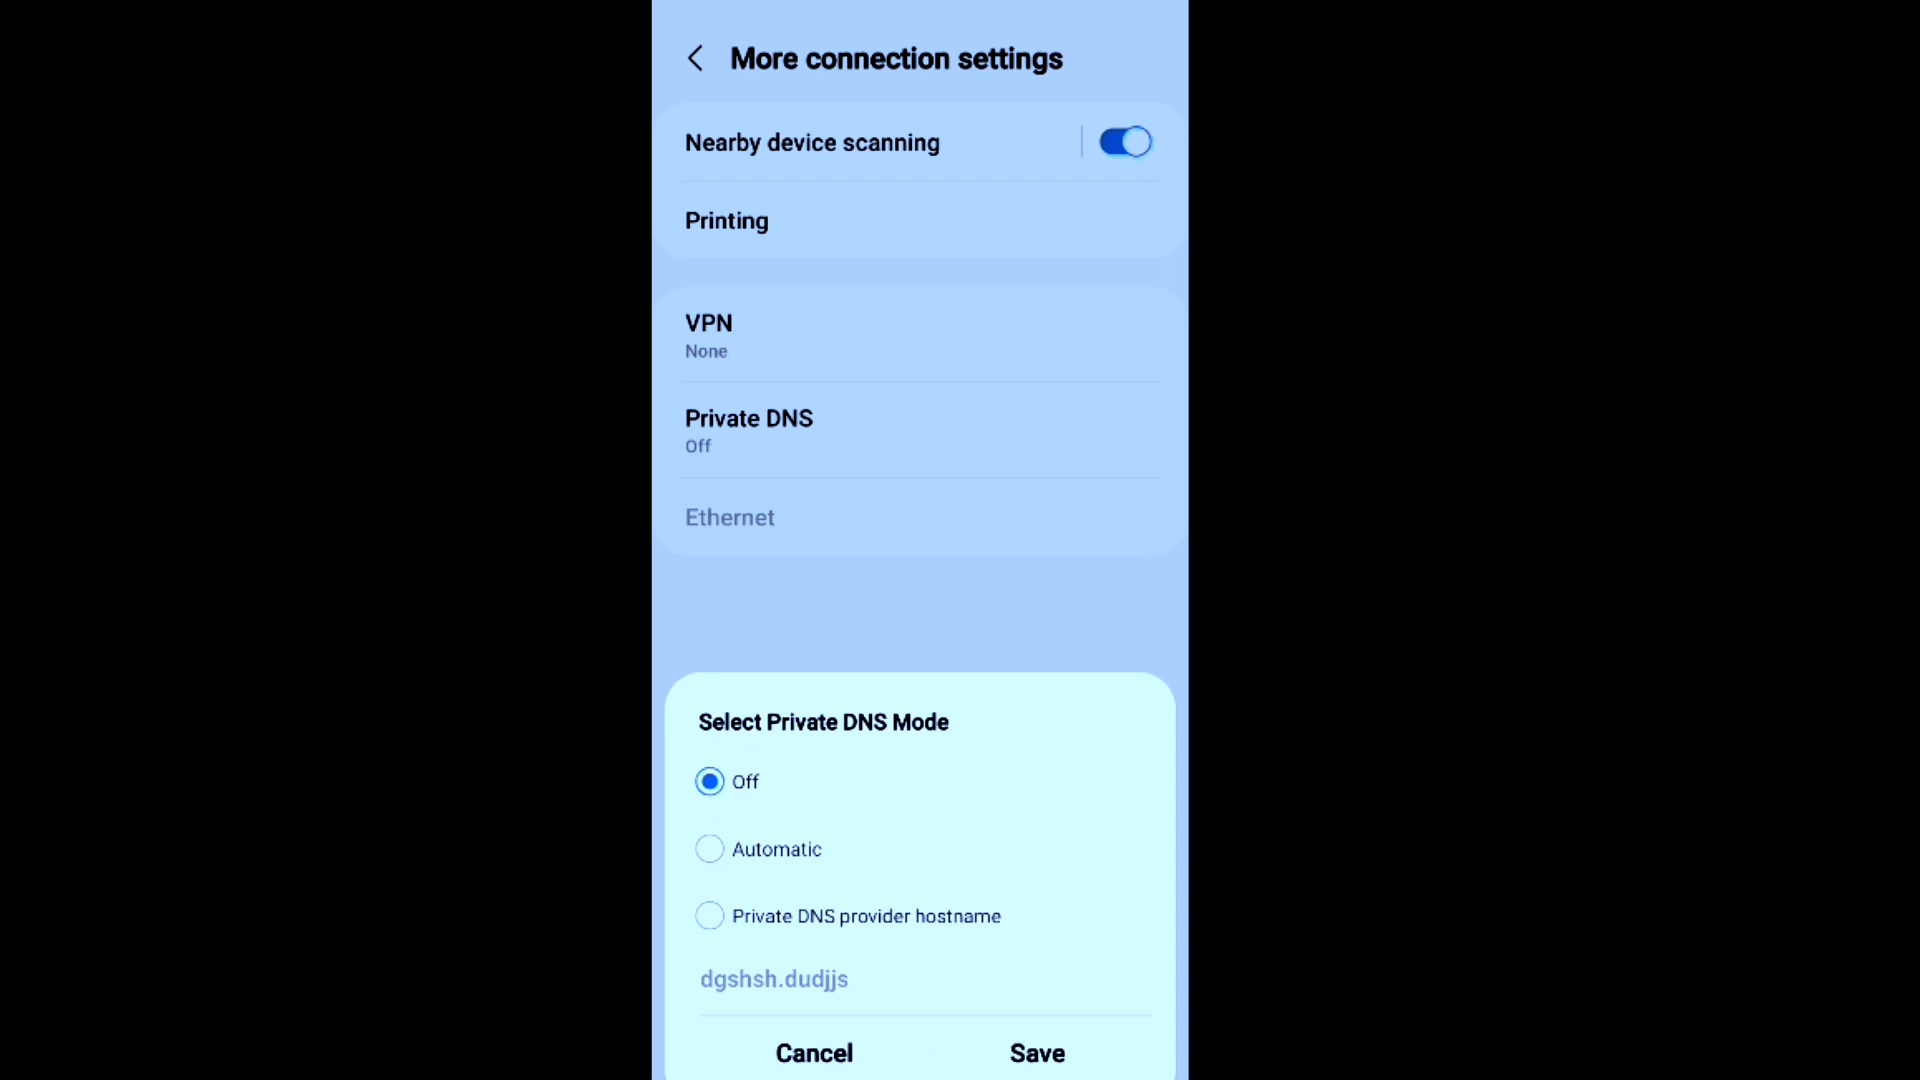 More connection settings
Nearby device scanning
Printing
VPN
None
Private DNS
Off
Ethernet
Select Private DNS Mode
Off
Automatic
Private DNS provider hostname
dgshsh.dudjjs
Cancel Save